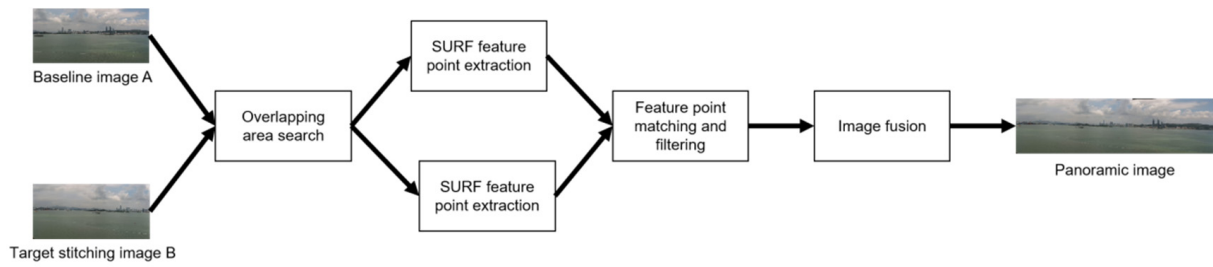 Baseline image A
Target stitching image B
Overlapping
area search
SURF feature
point extraction
SURF feature
point extraction
Feature point
matching and
filtering
Image fusion
Panoramic image